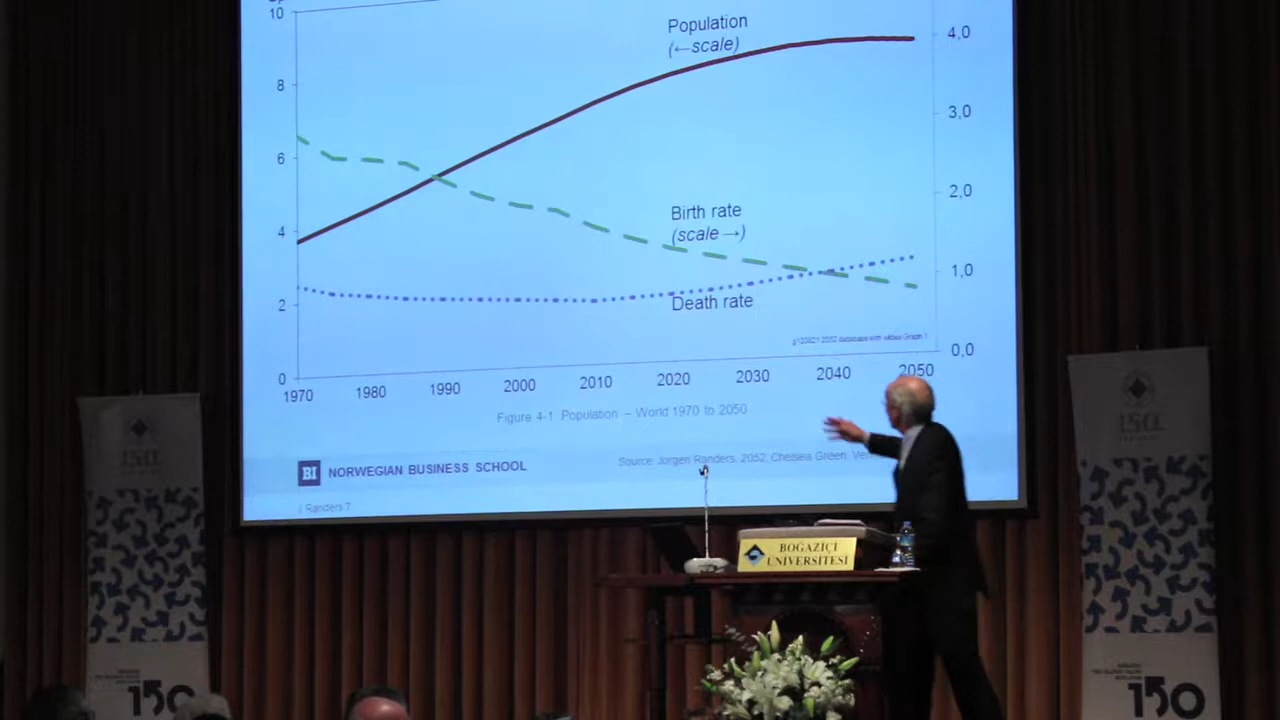 10
Population
(←scale)
4,0
8
3,0
6
2,0
Birth rate
(scale→)
4
1,0
Death rate
2
0,0
0
1970 1980 1990 2000 2010 2020 2030 2040 2050
Figure 4-1 Population – World 1970 to 2050.
BI NORWEGIAN BUSINESS SCHOOL
Source: Jorgen Randers, 2052, Chelsea Green,
J Randers 7
BOĞAZİÇİ
ÜNİVERSİTESİ
150
150
150
150